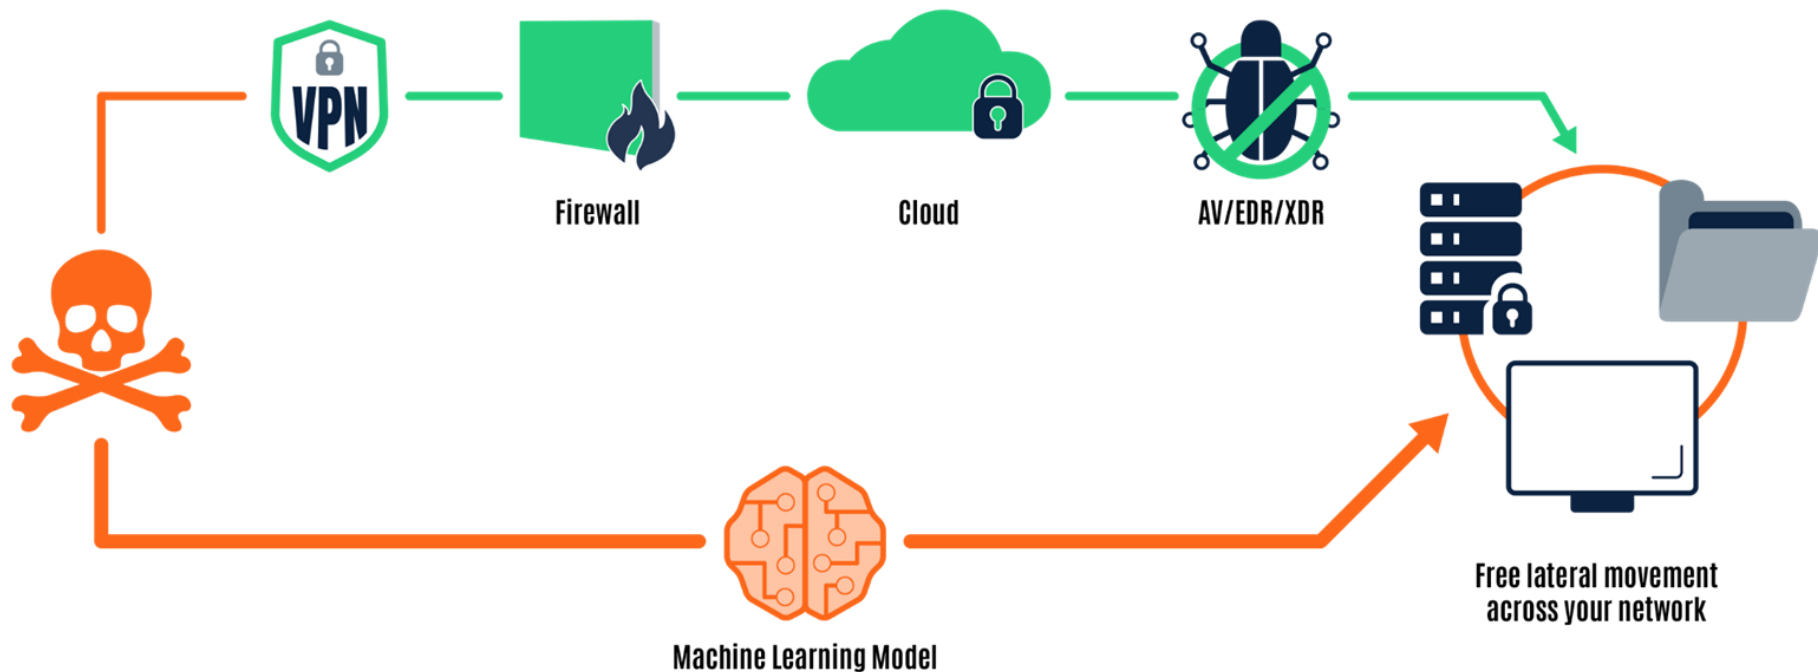 VPN
Firewall
Cloud
AV/EDR/XDR
Free lateral movement
across your network
Machine Learning Model